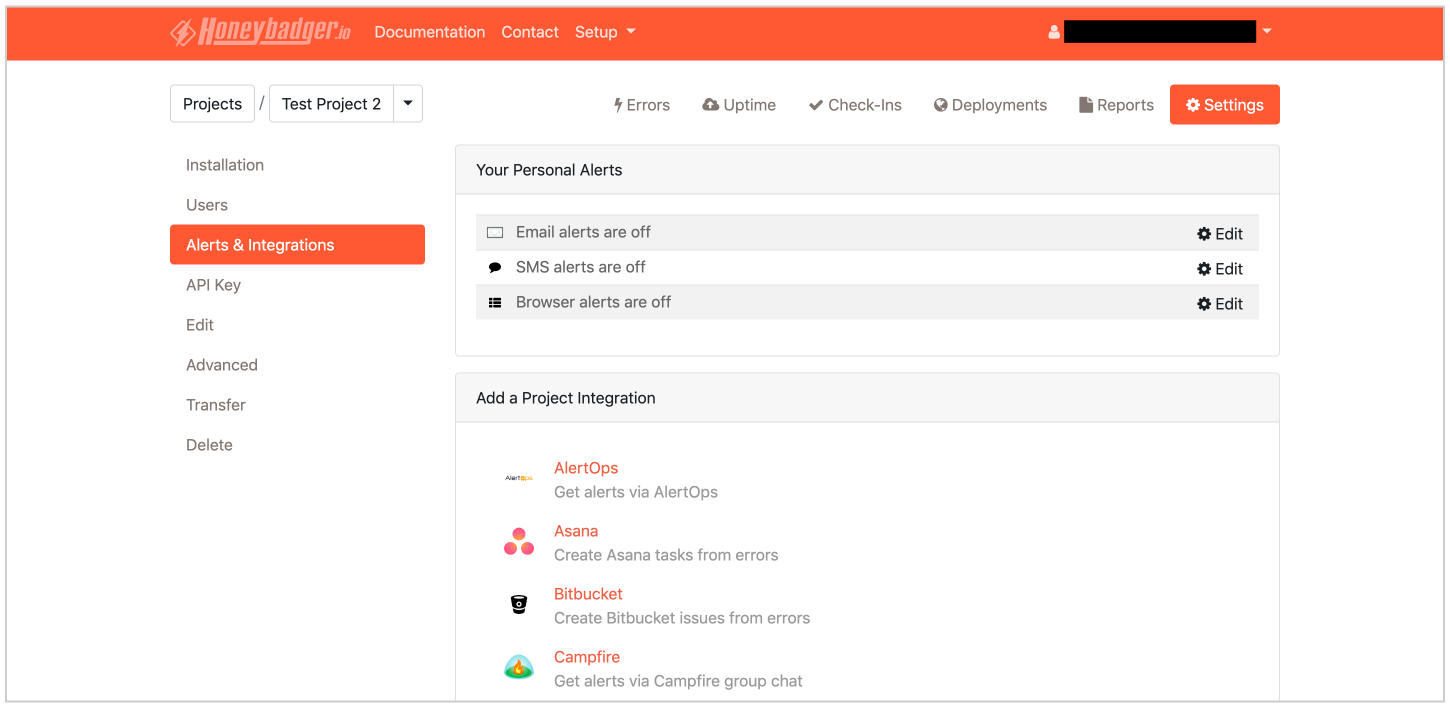 Honeybadger.io Documentation Contact Setup
Projects / Test Project 2 Errors Uptime Check-Ins Deployments Reports Settings
Installation
Users
Alerts & Integrations
API Key
Edit
Advanced
Transfer
Delete
Your Personal Alerts
Email alerts are off Edit
SMS alerts are off Edit
Browser alerts are off Edit
Add a Project Integration
AlertOps
AlertOps
Get alerts via AlertOps
Asana
Create Asana tasks from errors
Bitbucket
Create Bitbucket issues from errors
Campfire
Get alerts via Campfire group chat